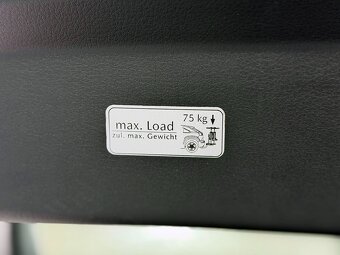 75 kg
max. Load
zul. max. Gewicht